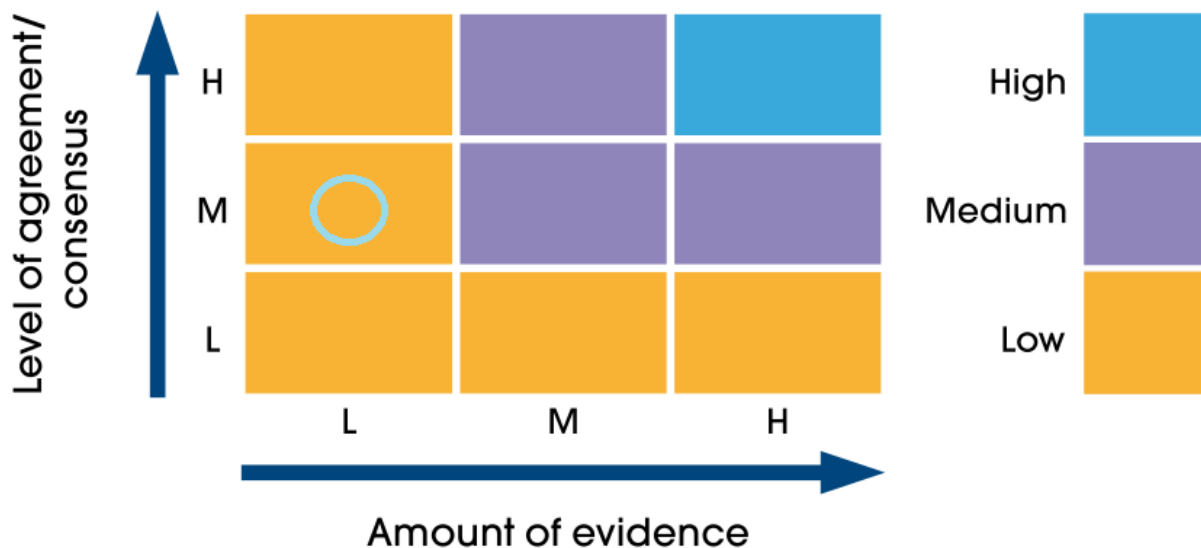 Level of agreement/
consensus
H
M
L
L
M
H
Amount of evidence
High
Medium
Low